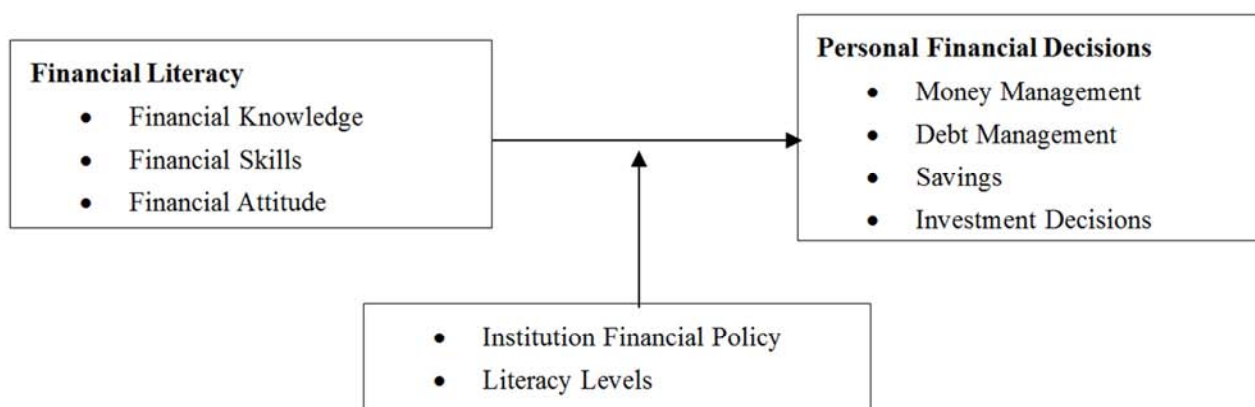 Financial Literacy
• Financial Knowledge
• Financial Skills
• Financial Attitude
Personal Financial Decisions
• Money Management
• Debt Management
• Savings
• Investment Decisions
• Institution Financial Policy
• Literacy Levels